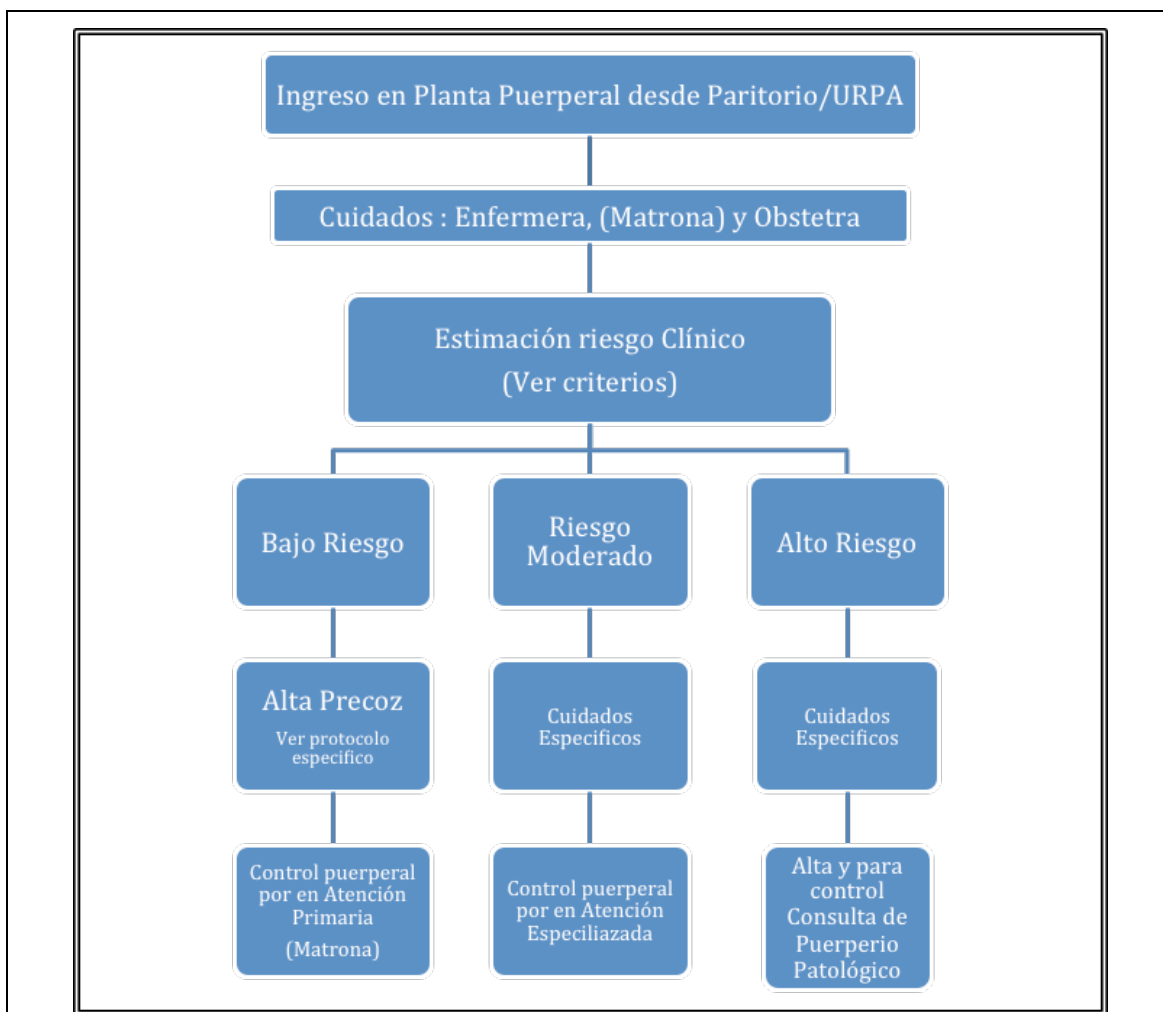 Ingreso en Planta Puerperal desde Paritorio/URPA
Cuidados : Enfermera, (Matrona) y Obstetra
Estimación riesgo Clínico
(Ver criterios)
Bajo Riesgo
Riesgo
Moderado
Alto Riesgo
Alta Precoz
Ver protocolo
especifico
Cuidados
Especificos
Cuidados
Especificos
Control puerperal
por en Atención
Primaria
(Matrona)
Control puerperal
por en Atención
Especiliazada
Alta y para
control
Consulta de
Puerperio
Patológico